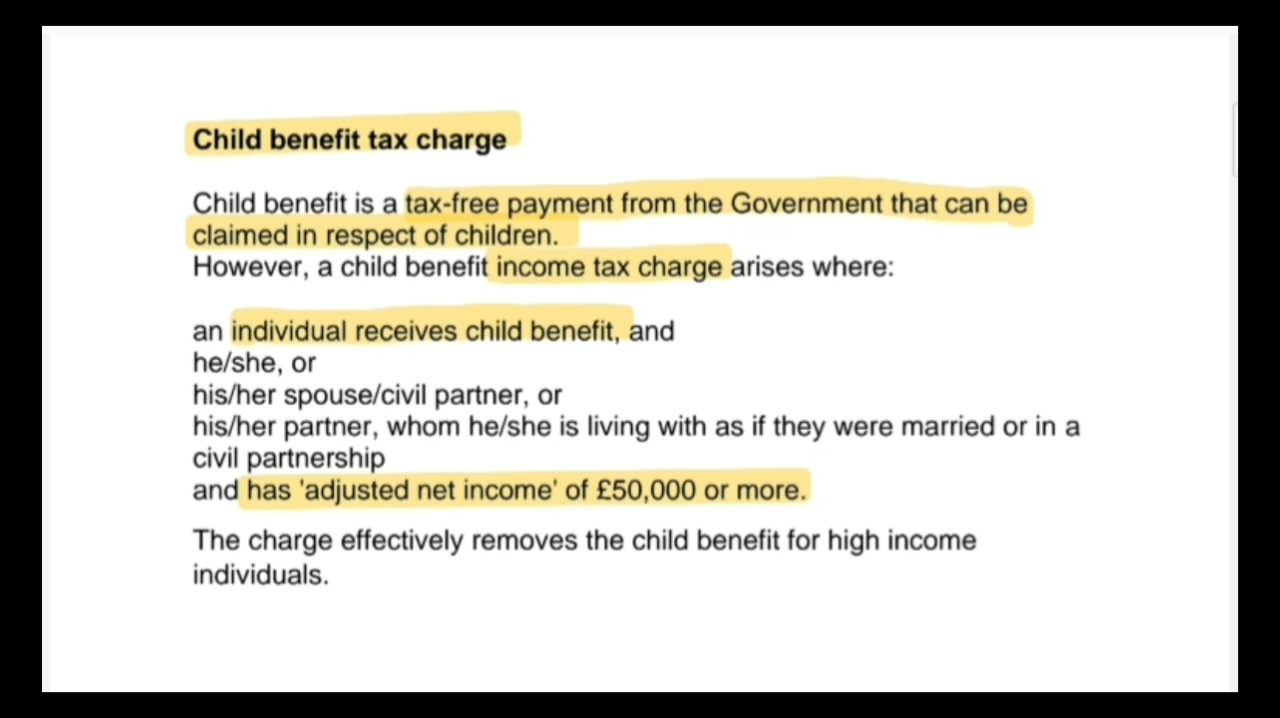 Child benefit tax charge
Child benefit is a tax-free payment from the Government that can be
claimed in respect of children.
However, a child benefit income tax charge arises where:
an individual receives child benefit, and
he/she, or
his/her spouse/civil partner, or
his/her partner, whom he/she is living with as if they were married or in a
civil partnership
and has 'adjusted net income' of £50,000 or more.
The charge effectively removes the child benefit for high income
individuals.